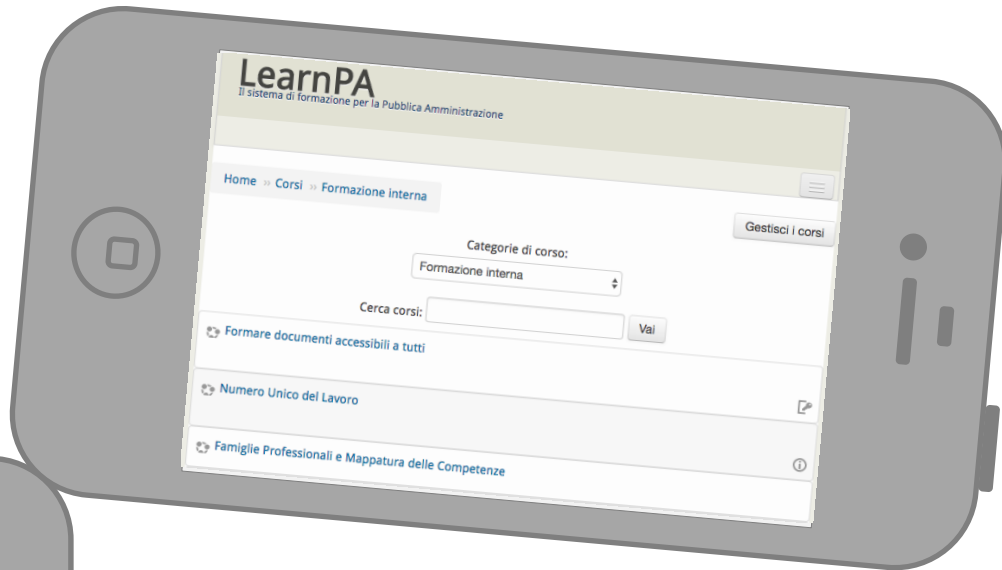 LearnPA
Il sistema di formazione per la Pubblica Amministrazione
Home » Corsi » Formazione interna
Gestisci i corsi
Categorie di corso:
Formazione interna
Cerca corsi: Vai
Formare documenti accessibili a tutti
Numero Unico del Lavoro
Famiglie Professionali e Mappatura delle Competenze